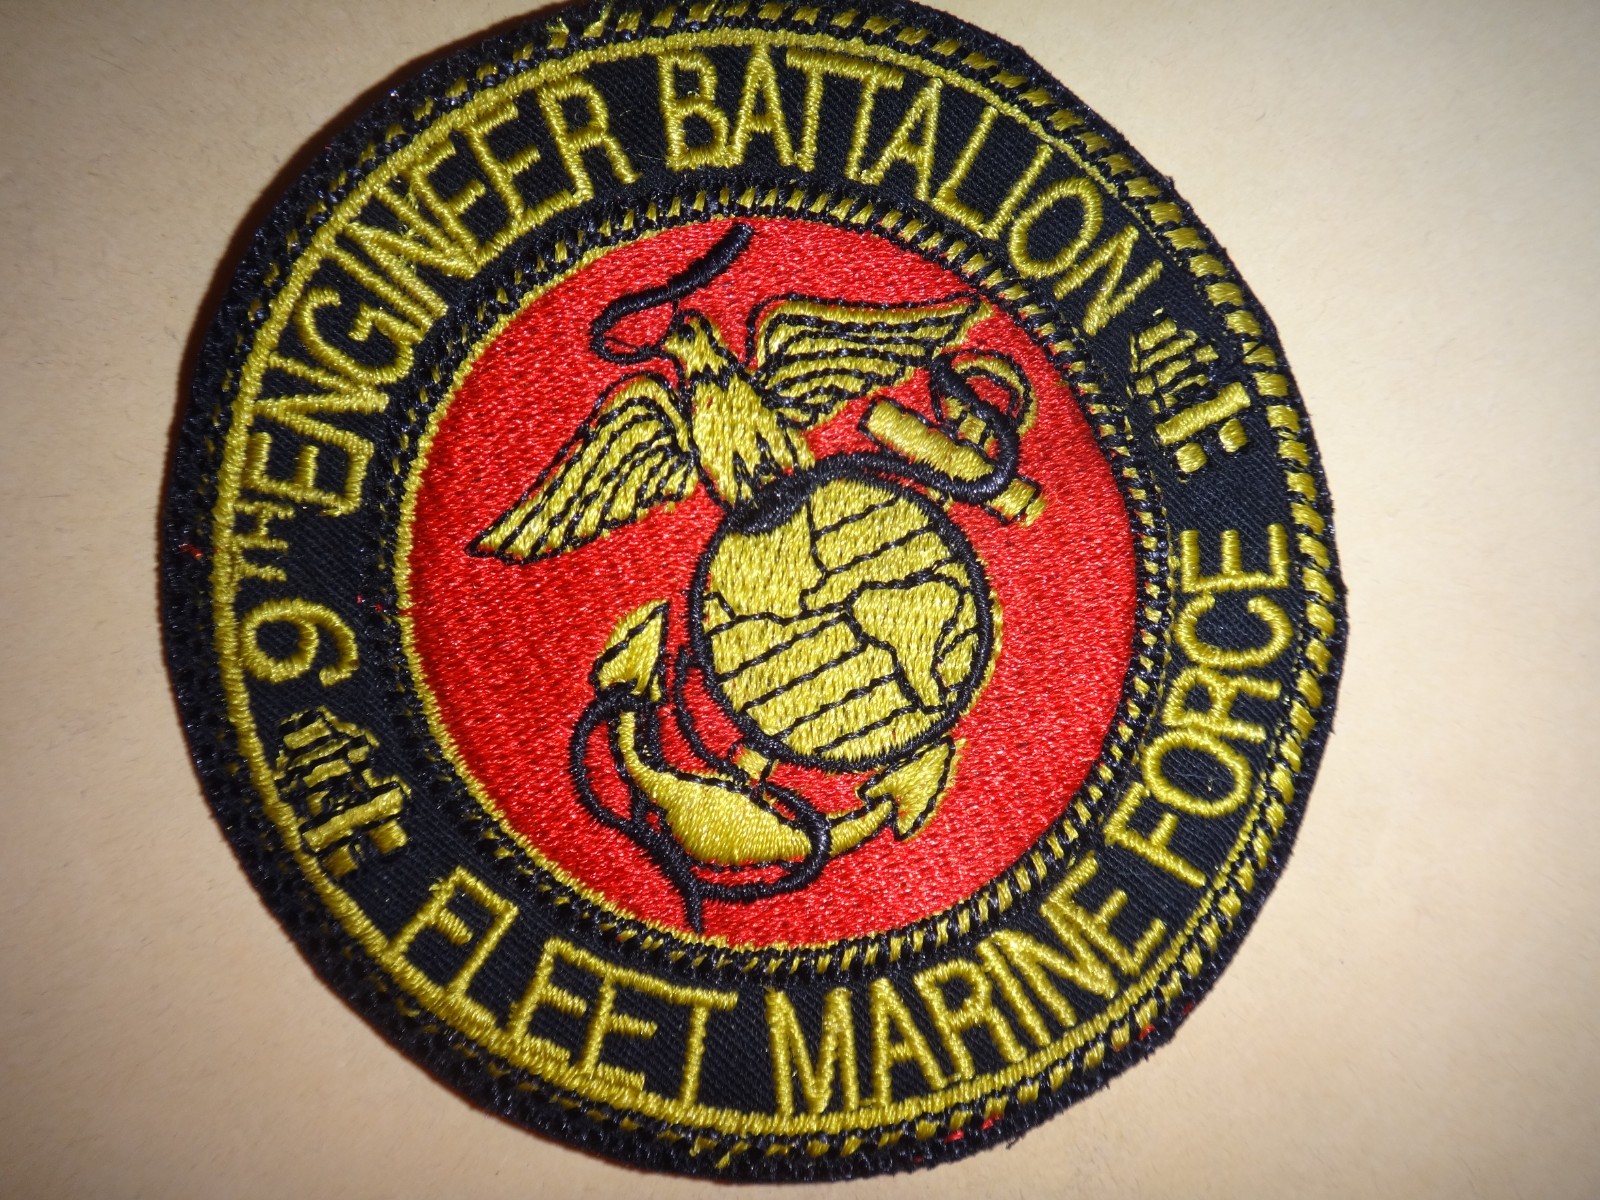 9TH ENGINEER BATTALION
FLEET MARINE FORCE